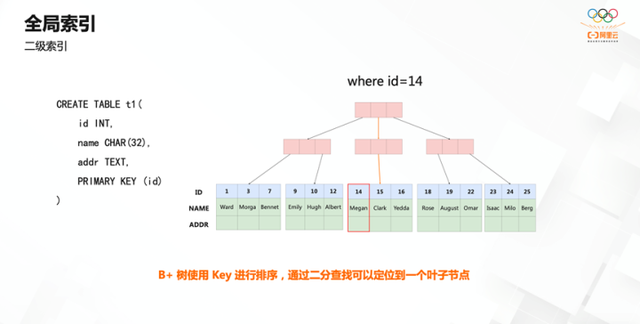 全局索引
二级索引
阿里云
where id=14
CREATE TABLE t1(
id INT,
name CHAR(32),
addr TEXT,
PRIMARY KEY (id)
)
ID 1 3 7 9 10 12 14 15 16 18 19 22 23 24 25
NAME Ward Morga Bennet Emily Hugh Albert Megan Clark Yedda Rose August Omar Isaac Milo Berg
ADDR
B+ 树使用 Key 进行排序，通过二分查找可以定位到一个叶子节点